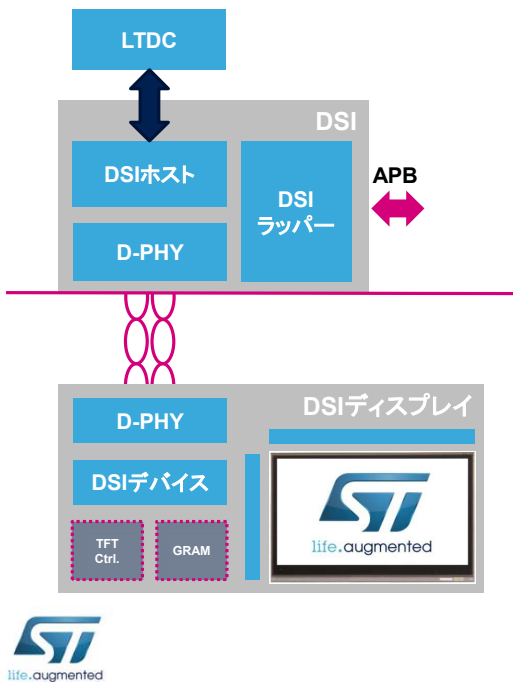 LTDC
DSI
DSIホスト
DSI
ラッパー
APB
D-PHY
DSIディスプレイ
D-PHY
DSIデバイス
TFT
Ctrl.
GRAM
ST
life.augmented
ST
life.augmented